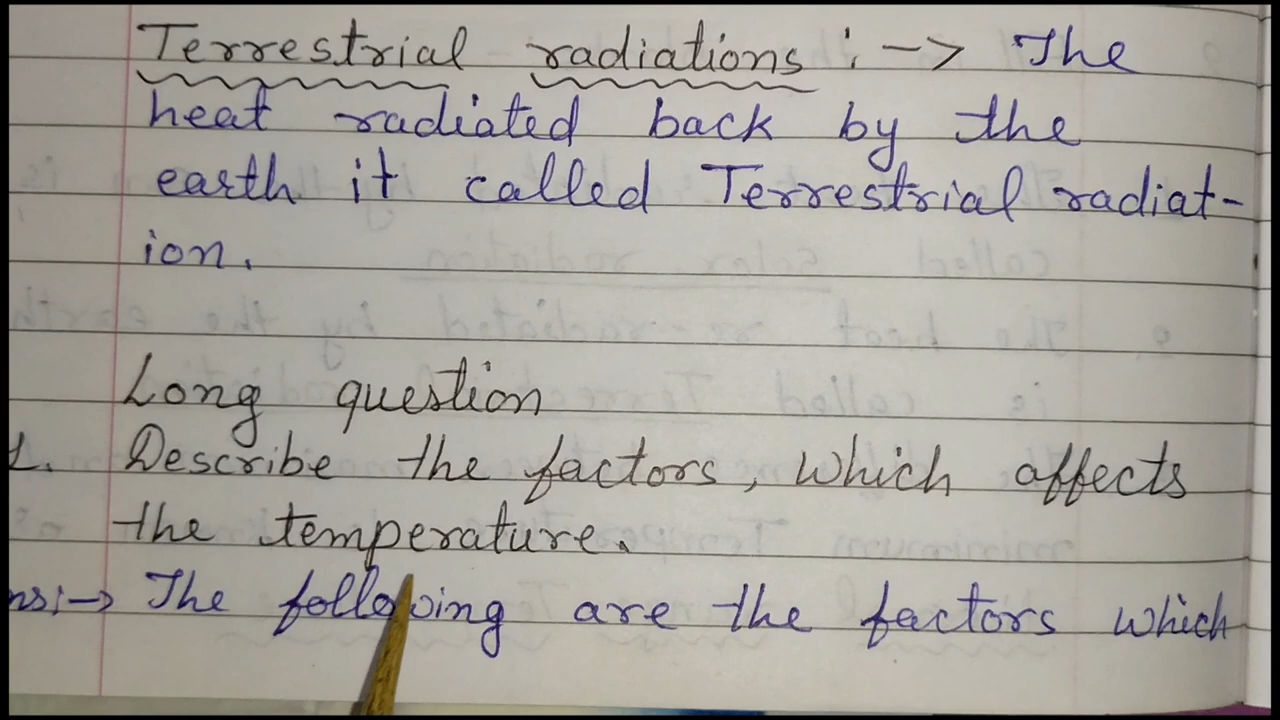 Terrestrial radiations :-> The
heat radiated back by the
earth it called Terrestrial radiat-
ion.
Long question
1. Describe the factors, which affects
the temperature.
ns:-> The following are the factors which